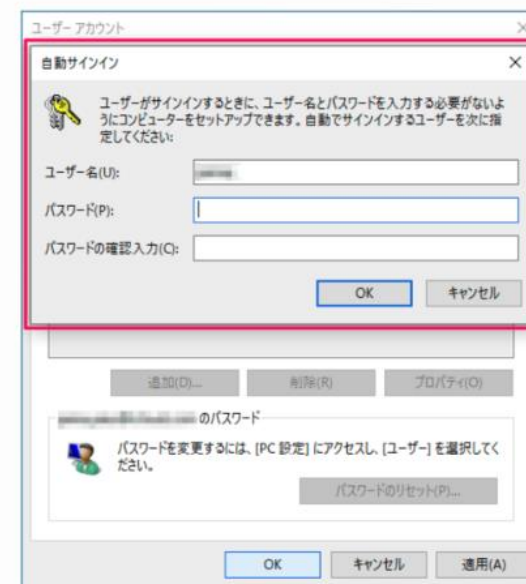 ユーザー アカウント
自動サインイン
ユーザーがサインインするときに、ユーザー名とパスワードを入力する必要がないよ
うにコンピューターをセットアップできます。自動でサインインするユーザーを次に指
定してください:
ユーザー名(U):
パスワード(P):
パスワードの確認入力(C):
OK キャンセル
追加(D)... 削除(R) プロパティ(O)
のパスワード
パスワードを変更するには、[PC 設定] にアクセスし、[ユーザー] を選択してく
ださい。
パスワードのリセット(P)...
OK キャンセル 適用(A)